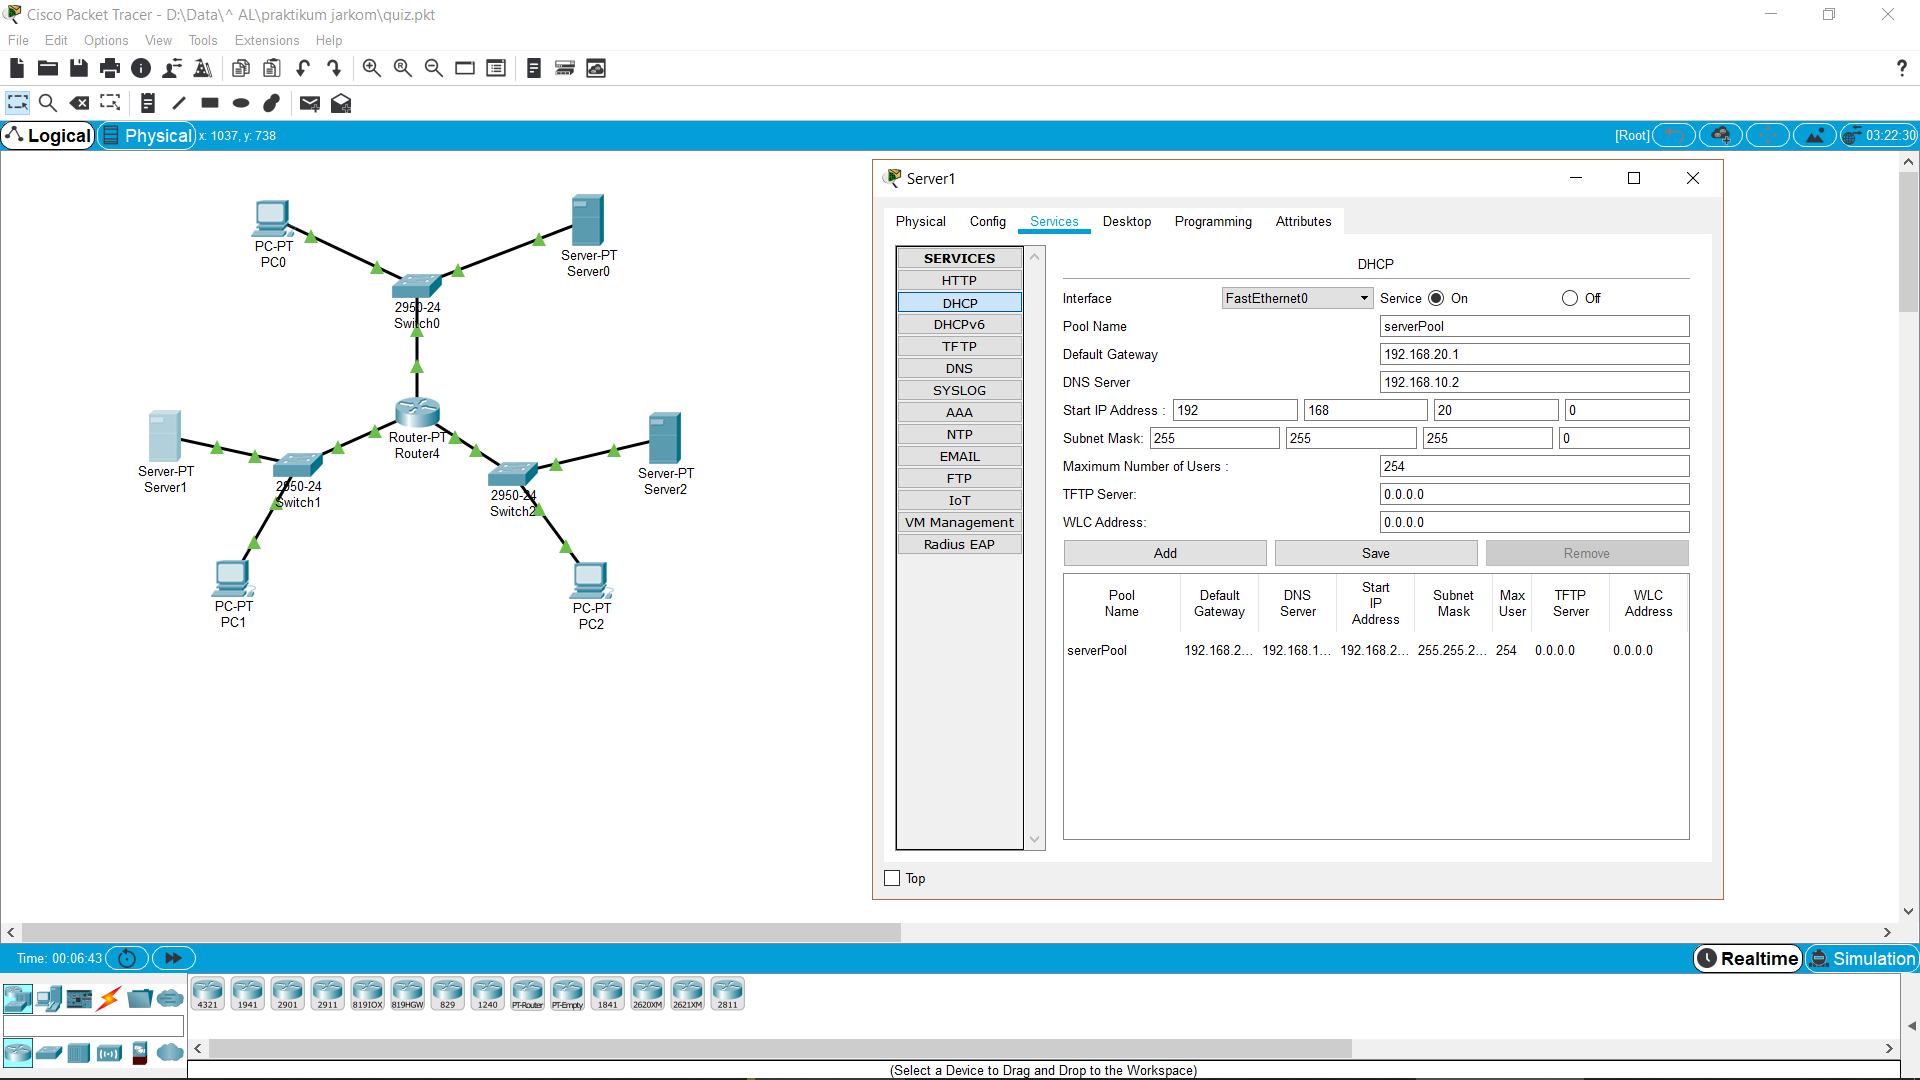 Cisco Packet Tracer - D:\Data\^ AL\praktikum jarkom\quiz.pkt
File Edit Options View Tools Extensions Help
Logical Physical x: 1037, y: 738 [Root] 03:22:30
PC-PT
PC0
Server-PT
Server0
2950-24
Switch0
Router-PT
Router4
Server-PT
Server1
2950-24
Switch1
2950-24
Switch2
Server-PT
Server2
PC-PT
PC1
PC-PT
PC2
Server1
Physical Config Services Desktop Programming Attributes
SERVICES
HTTP
DHCP
DHCPv6
TFTP
DNS
SYSLOG
AAA
NTP
EMAIL
FTP
IoT
VM Management
Radius EAP
DHCP
Interface FastEthernet0 Service On Off
Pool Name serverPool
Default Gateway 192.168.20.1
DNS Server 192.168.10.2
Start IP Address : 192 168 20 0
Subnet Mask: 255 255 255 0
Maximum Number of Users : 254
TFTP Server: 0.0.0.0
WLC Address: 0.0.0.0
Add Save Remove
Pool Name Default Gateway DNS Server Start IP Address Subnet Mask Max User TFTP Server WLC Address
serverPool 192.168.2... 192.168.1... 192.168.2... 255.255.2... 254 0.0.0.0 0.0.0.0
Top
Time: 00:06:43 Realtime Simulation
4321 1941 2901 2911 819IOX 819HGW 829 1240 PT-Router PT-Empty 1841 2620XM 2621XM 2811
(Select a Device to Drag and Drop to the Workspace)